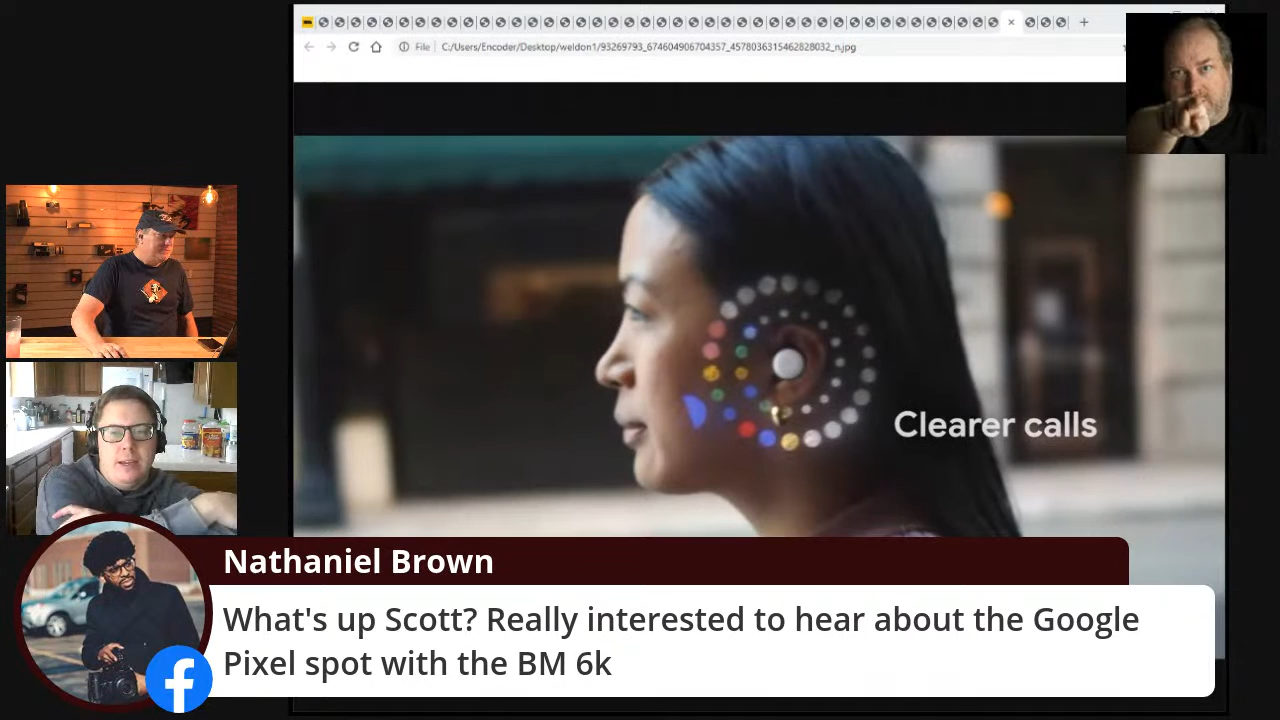 File
C:/Users/Encoder/Desktop/weldon1/93269793_674604906704357_4578036315462828032_n.jpg
Clearer calls
Nathaniel Brown
What's up Scott? Really interested to hear about the Google
Pixel spot with the BM 6k